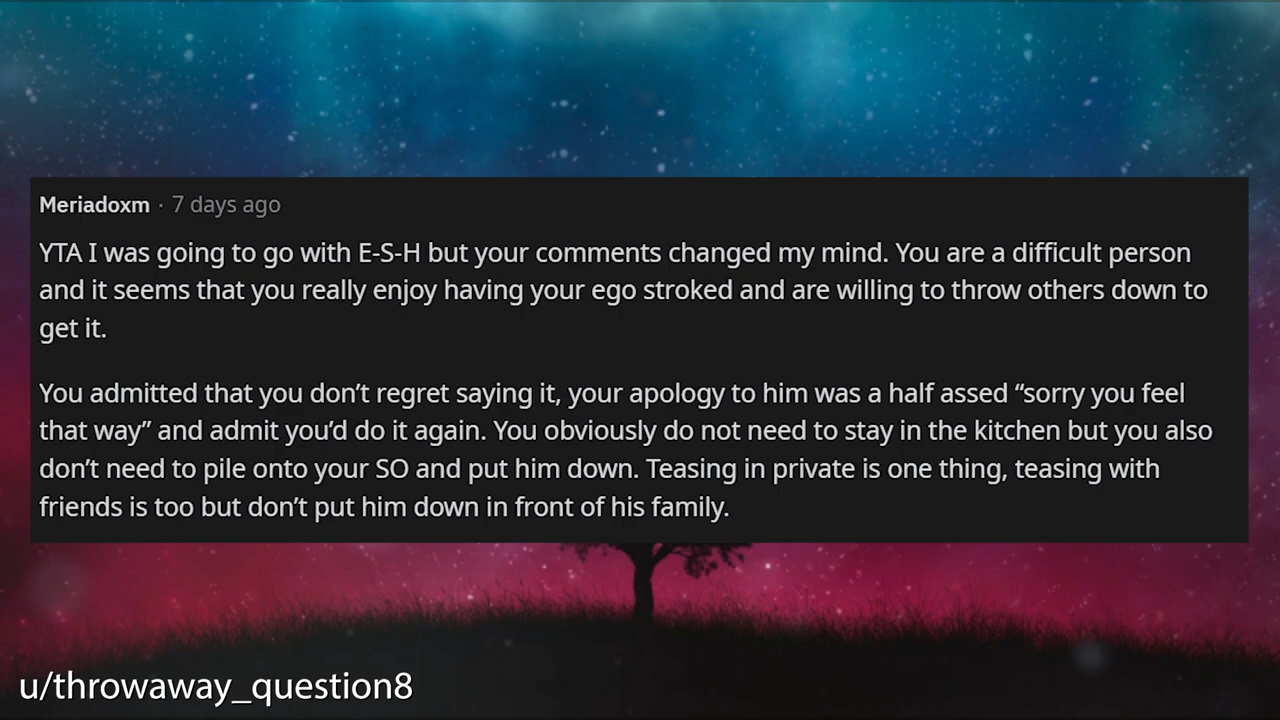 Meriadoxm · 7 days ago
YTA I was going to go with E-S-H but your comments changed my mind. You are a difficult person
and it seems that you really enjoy having your ego stroked and are willing to throw others down to
get it.
You admitted that you don’t regret saying it, your apology to him was a half assed “sorry you feel
that way” and admit you’d do it again. You obviously do not need to stay in the kitchen but you also
don’t need to pile onto your SO and put him down. Teasing in private is one thing, teasing with
friends is too but don’t put him down in front of his family.
u/throwaway_question8